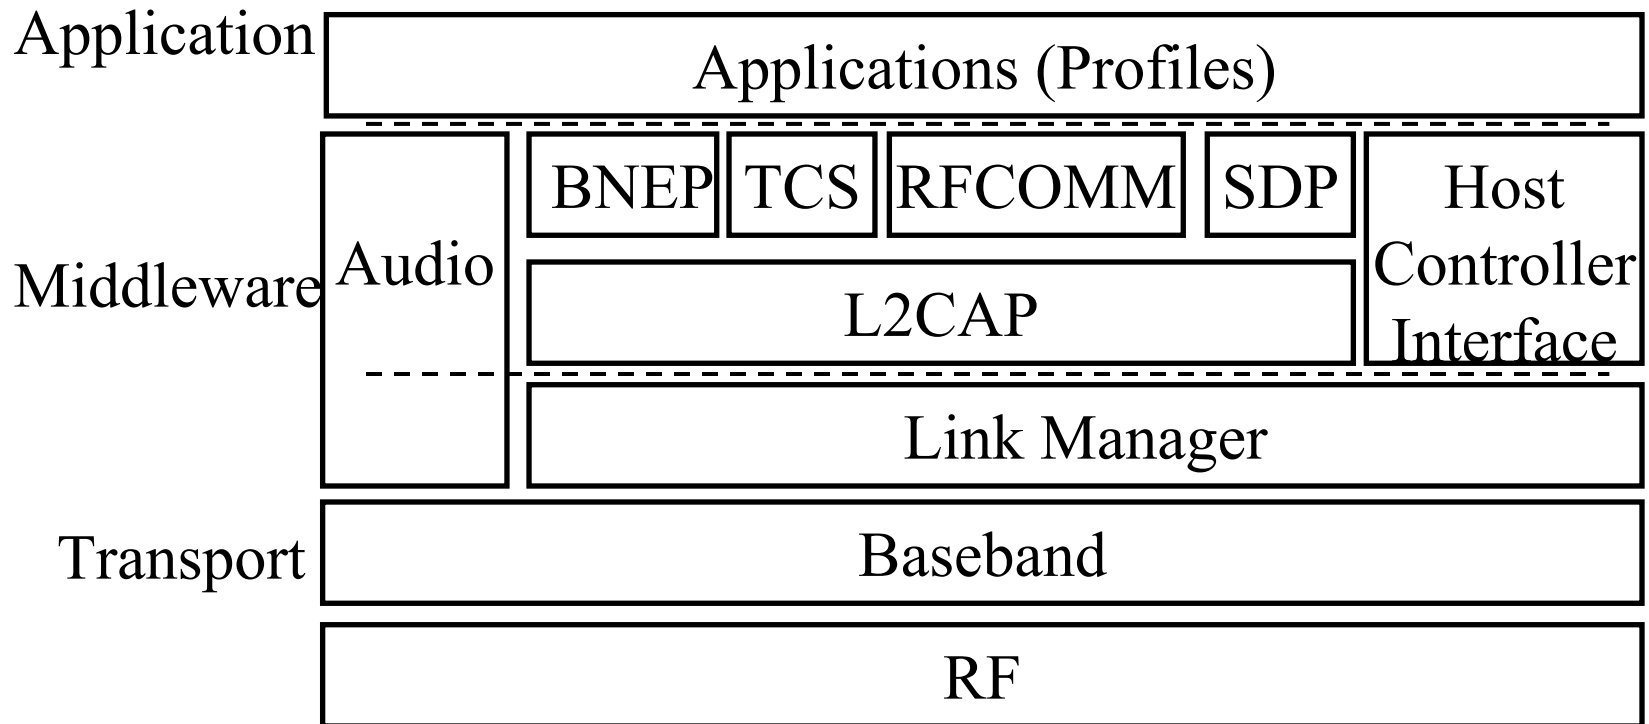 Application
Applications (Profiles)
BNEP
TCS
RFCOMM
SDP
Host
Controller
Interface
Middleware
Audio
L2CAP
Link Manager
Transport
Baseband
RF